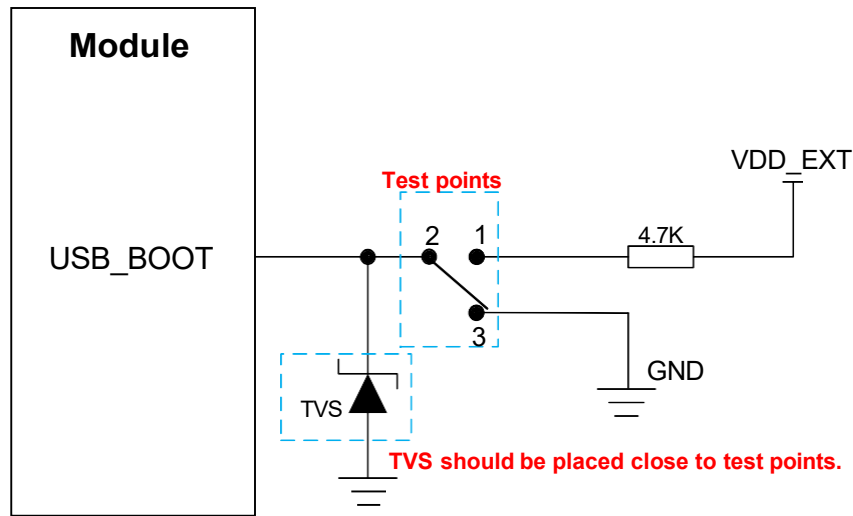 Module
VDD_EXT
Test points
2
1
4.7K
USB_BOOT
3
GND
TVS
TVS should be placed close to test points.